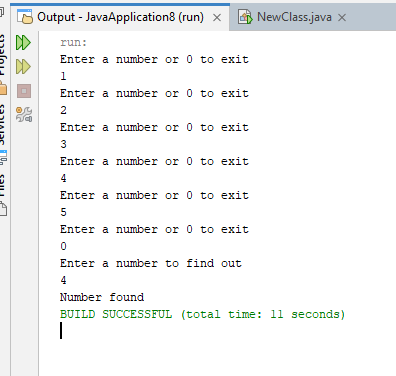 Output - JavaApplication8 (run) ×
NewClass.java ×
Projects
Services
Files
run:
Enter a number or 0 to exit
1
Enter a number or 0 to exit
2
Enter a number or 0 to exit
3
Enter a number or 0 to exit
4
Enter a number or 0 to exit
5
Enter a number or 0 to exit
0
Enter a number to find out
4
Number found
BUILD SUCCESSFUL (total time: 11 seconds)